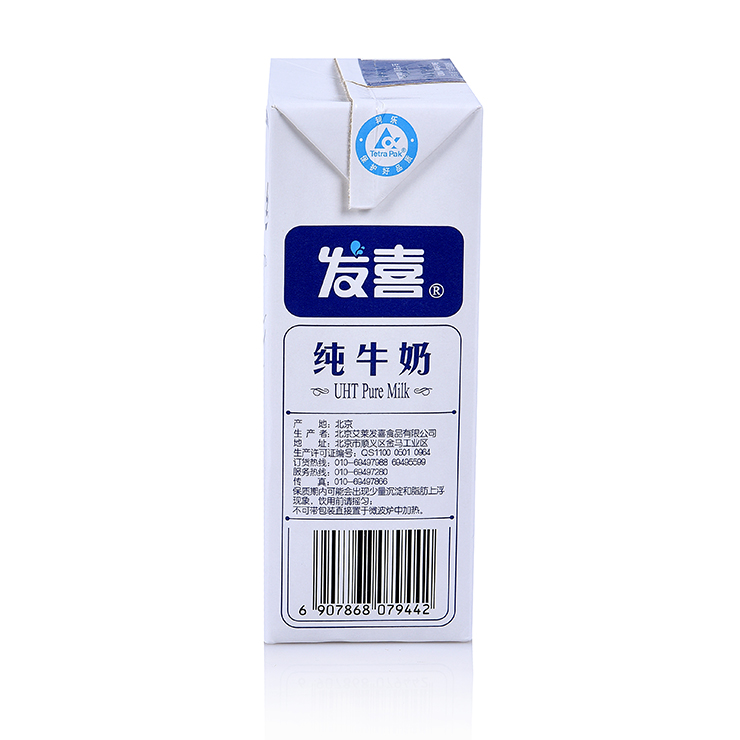 利乐
Tetra Pak®
保护好品质
发喜®
纯牛奶
UHT Pure Milk
产 地：北京
生 产 者：北京艾莱发喜食品有限公司
地 址：北京市顺义区金马工业区
生产许可证编号：QS1100 0501 0964
订货热线：010-69497988 69495599
服务热线：010-69497280
传 真：010-69497866
保质期内可能会出现少量沉淀和脂肪上浮
现象，饮用前请摇匀；
不可带包装直接置于微波炉中加热。
6 907868 079442